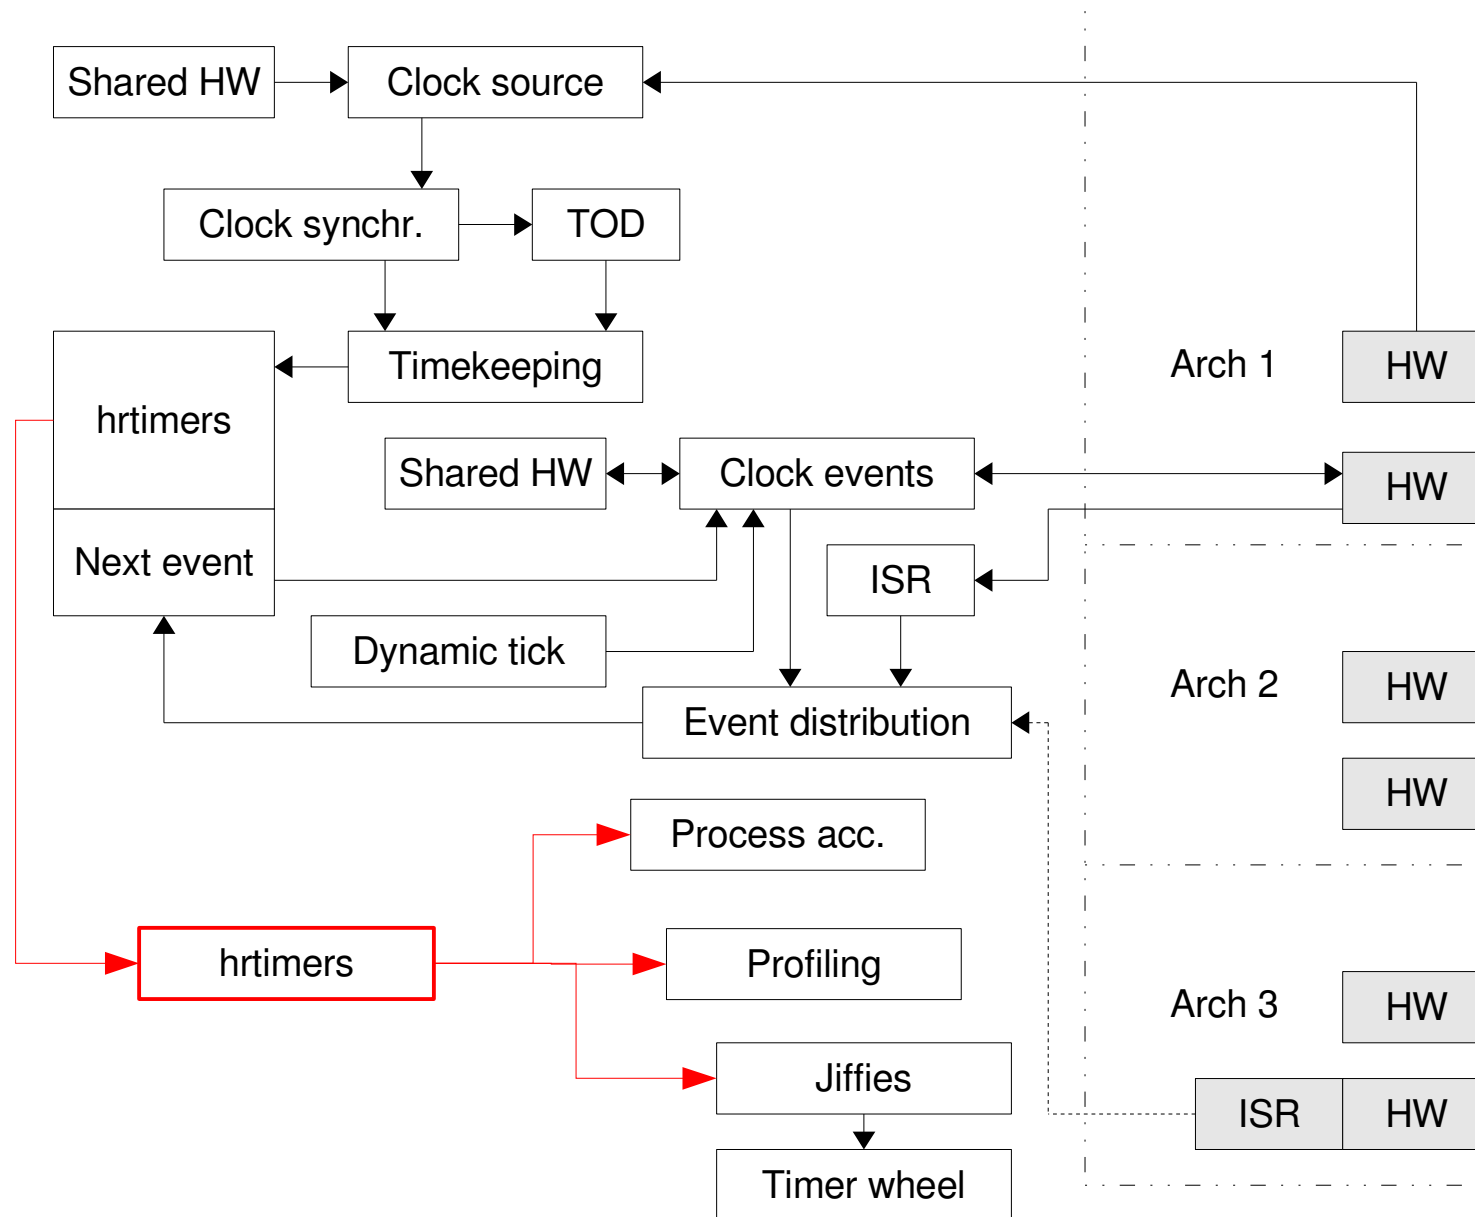 Shared HW
Clock source
Clock synchr.
TOD
hrtimers
Timekeeping
Arch 1
HW
Shared HW
Clock events
HW
Next event
ISR
Dynamic tick
Arch 2
HW
Event distribution
HW
Process acc.
hrtimers
Profiling
Arch 3
HW
Jiffies
ISR
HW
Timer wheel